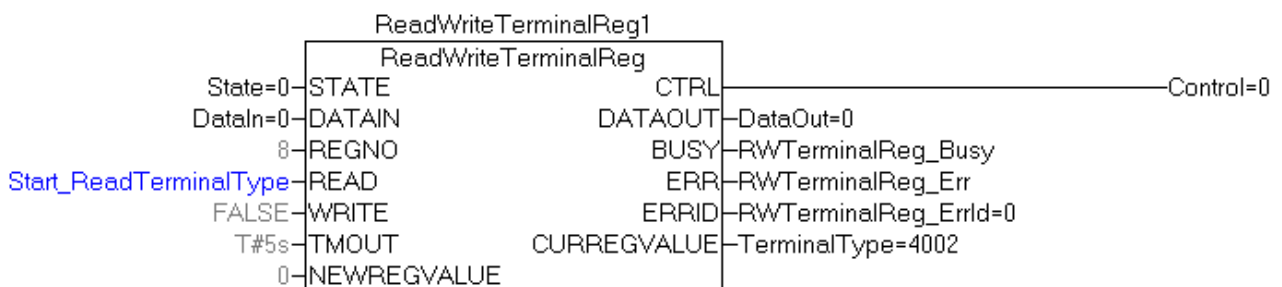 ReadWriteTerminalReg1
ReadWriteTerminalReg
State=0 STATE CTRL Control=0
DataIn=0 DATAIN DATAOUT DataOut=0
8 REGNO BUSY RWTerminalReg_Busy
Start_ReadTerminalType READ ERR RWTerminalReg_Err
FALSE WRITE ERRID RWTerminalReg_ErrId=0
T#5s TMOUT CURREGVALUE TerminalType=4002
0 NEWREGVALUE